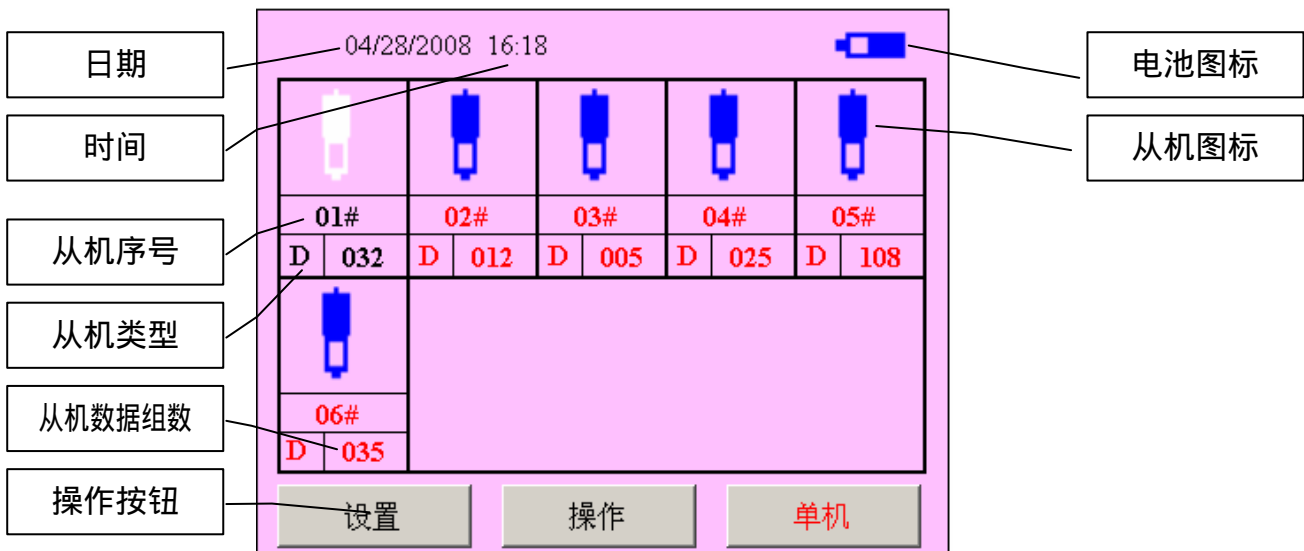 日期
时间
从机序号
从机类型
从机数据组数
操作按钮
04/28/2008 16:18
01# 02# 03# 04# 05#
D 032 D 012 D 005 D 025 D 108
06#
D 035
设置 操作 单机
电池图标
从机图标